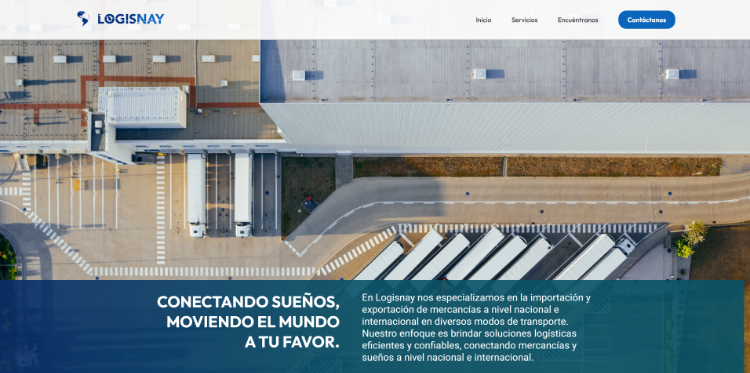 LOGISNAY
Inicio
Servicios
Encuéntranos
Contáctanos
CONECTANDO SUEÑOS,
MOVIENDO EL MUNDO
A TU FAVOR.
En Logisnay nos especializamos en la importación y
exportación de mercancías a nivel nacional e
internacional en diversos modos de transporte.
Nuestro enfoque es brindar soluciones logísticas
eficientes y confiables, conectando mercancías y
sueños a nivel nacional e internacional.